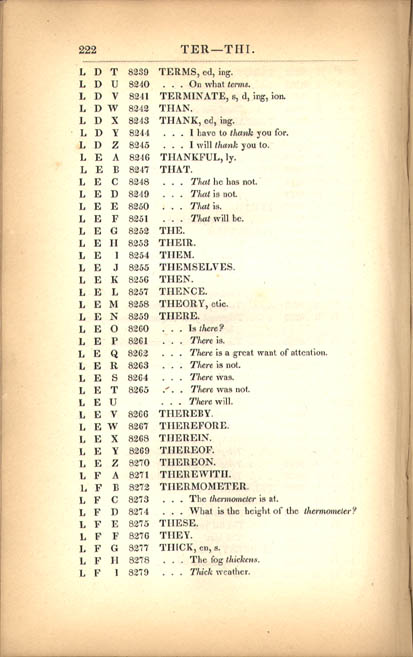 222 TER—THI.
L D T 8239 TERMS, ed, ing.
L D U 8240 . . . On what terms.
L D V 8241 TERMINATE, s, d, ing, ion.
L D W 8242 THAN.
L D X 8243 THANK, ed, ing.
L D Y 8244 . . . I have to thank you for.
L D Z 8245 . . . I will thank you to.
L E A 8246 THANKFUL, ly.
L E B 8247 THAT.
L E C 8248 . . . That he has not.
L E D 8249 . . . That is not.
L E E 8250 . . . That is.
L E F 8251 . . . That will be.
L E G 8252 THE.
L E H 8253 THEIR.
L E I 8254 THEM.
L E J 8255 THEMSELVES.
L E K 8256 THEN.
L E L 8257 THENCE.
L E M 8258 THEORY, etic.
L E N 8259 THERE.
L E O 8260 . . . Is there?
L E P 8261 . . . There is.
L E Q 8262 . . . There is a great want of attention.
L E R 8263 . . . There is not.
L E S 8264 . . . There was.
L E T 8265 . . . There was not.
L E U . . . There will.
L E V 8266 THEREBY.
L E W 8267 THEREFORE.
L E X 8268 THEREIN.
L E Y 8269 THEREOF.
L E Z 8270 THEREON.
L F A 8271 THEREWITH.
L F B 8272 THERMOMETER.
L F C 8273 . . . The thermometer is at.
L F D 8274 . . . What is the height of the thermometer?
L F E 8275 THESE.
L F F 8276 THEY.
L F G 8277 THICK, en, s.
L F H 8278 . . . The fog thickens.
L F I 8279 . . . Thick weather.